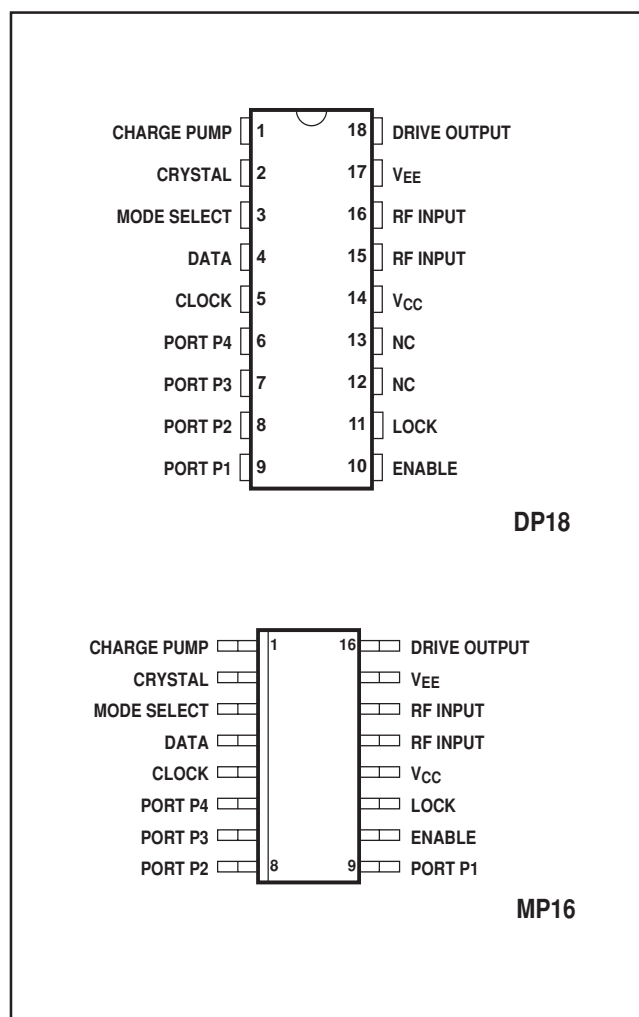 CHARGE PUMP 1 18 DRIVE OUTPUT
CRYSTAL 2 17 VEE
MODE SELECT 3 16 RF INPUT
DATA 4 15 RF INPUT
CLOCK 5 14 VCC
PORT P4 6 13 NC
PORT P3 7 12 NC
PORT P2 8 11 LOCK
PORT P1 9 10 ENABLE
DP18
CHARGE PUMP 1 16 DRIVE OUTPUT
CRYSTAL VEE
MODE SELECT RF INPUT
DATA RF INPUT
CLOCK VCC
PORT P4 LOCK
PORT P3 ENABLE
PORT P2 8 9 PORT P1
MP16